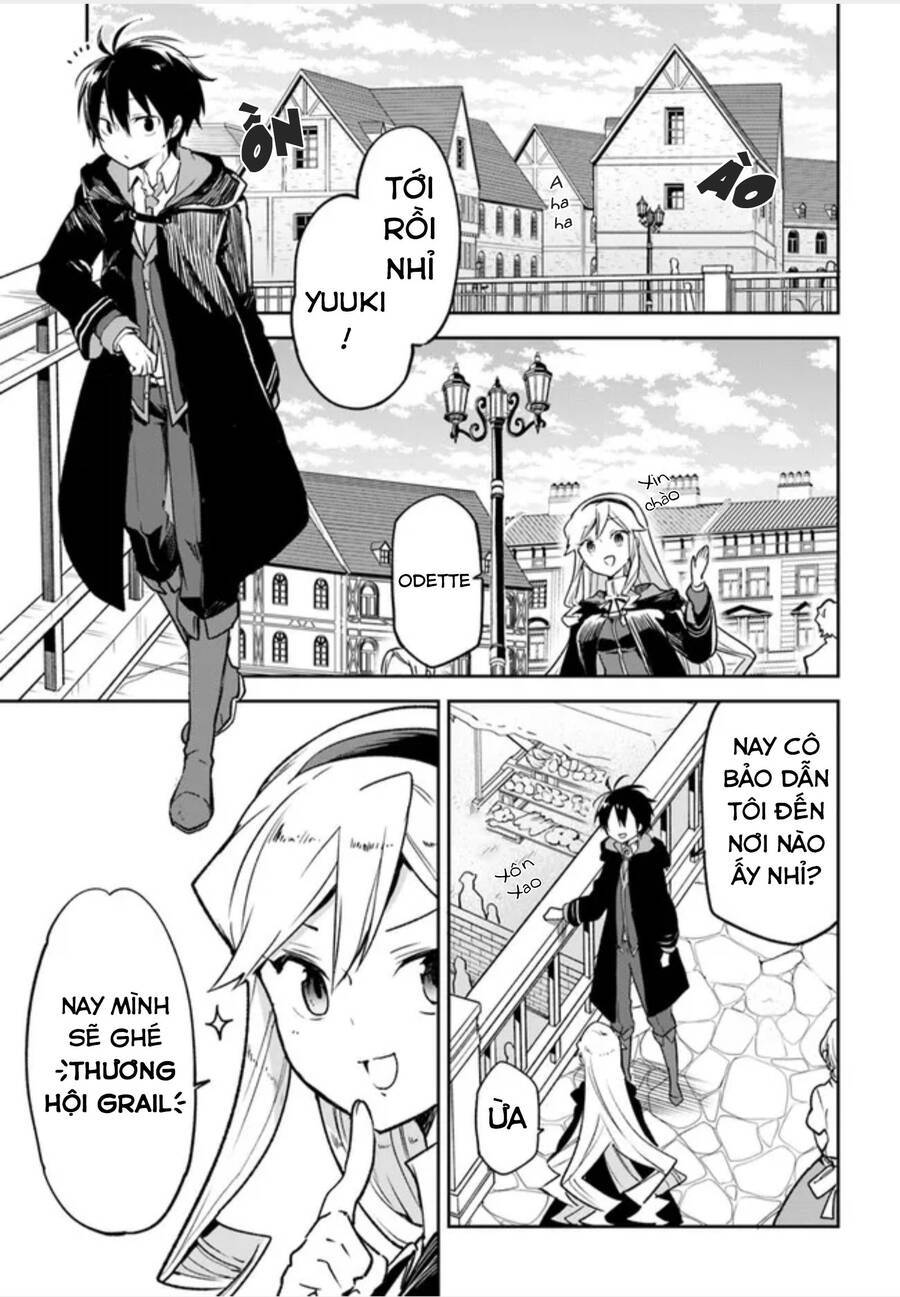 ÀO
A
ha
ha
ỒN
TỚI
RỒI
NHỈ
YUUKI
!
Xin
chào
ODETTE
NAY CÔ
BẢO DẪN
TÔI ĐẾN
NƠI NÀO
ẤY NHỈ?
Xôn
xao
ỪA
NAY MÌNH
SẼ GHÉ
THƯƠNG
HỘI GRAIL